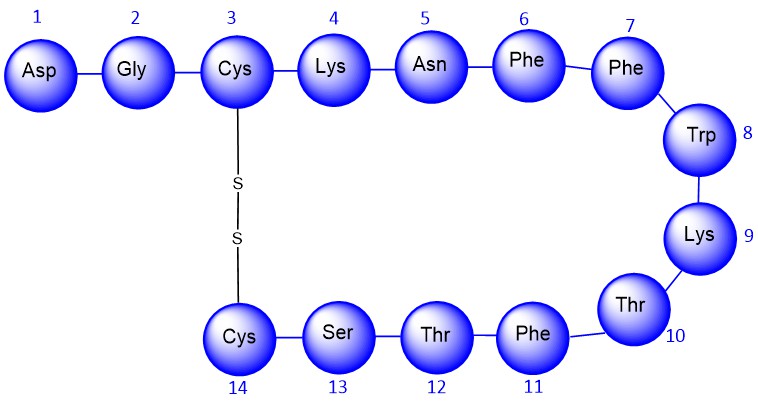 1 2 3 4 5 6 7
Asp Gly Cys Lys Asn Phe Phe
Trp 8
S
S
Lys 9
Thr
10
Cys Ser Thr Phe
14 13 12 11